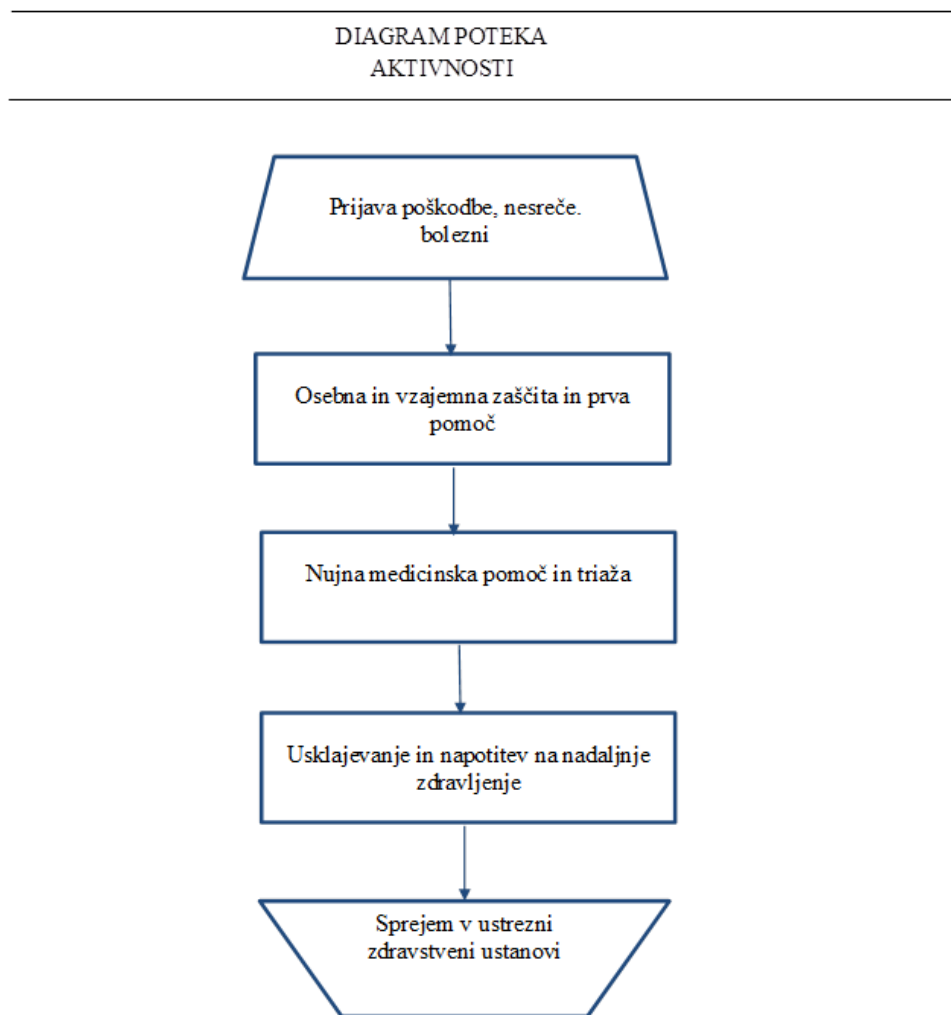 DIAGRAM POTEKA
AKTIVNOSTI
Prijava poškodbe, nesreče.
bolezni
Osebna in vzajemna zaščita in prva
pomoč
Nujna medicinska pomoč in triaža
Usklajevanje in napotitev na nadaljnje
zdravljenje
Sprejem v ustrezni
zdravstveni ustanovi